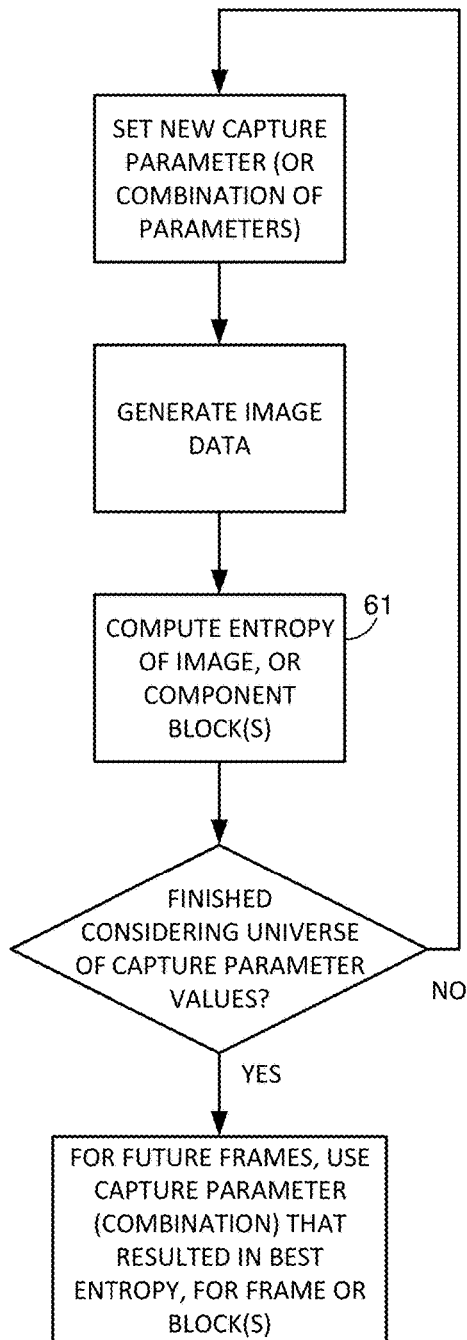 SET NEW CAPTURE
PARAMETER (OR
COMBINATION OF
PARAMETERS)
GENERATE IMAGE
DATA
61
COMPUTE ENTROPY
OF IMAGE, OR
COMPONENT
BLOCK(S)
FINISHED
CONSIDERING UNIVERSE
OF CAPTURE PARAMETER
VALUES?
NO
YES
FOR FUTURE FRAMES, USE
CAPTURE PARAMETER
(COMBINATION) THAT
RESULTED IN BEST
ENTROPY, FOR FRAME OR
BLOCK(S)